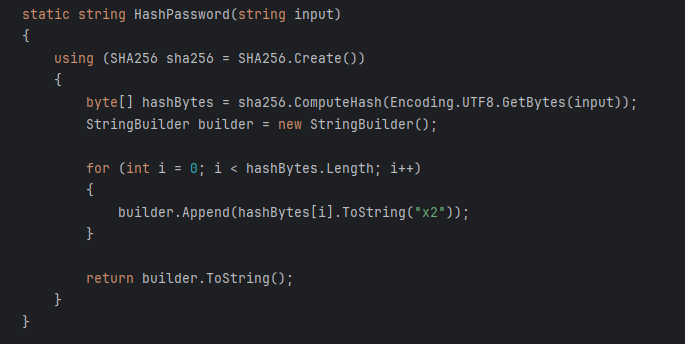 static string HashPassword(string input)
{
    using (SHA256 sha256 = SHA256.Create())
    {
        byte[] hashBytes = sha256.ComputeHash(Encoding.UTF8.GetBytes(input));
        StringBuilder builder = new StringBuilder();

        for (int i = 0; i < hashBytes.Length; i++)
        {
            builder.Append(hashBytes[i].ToString("x2"));
        }

        return builder.ToString();
    }
}